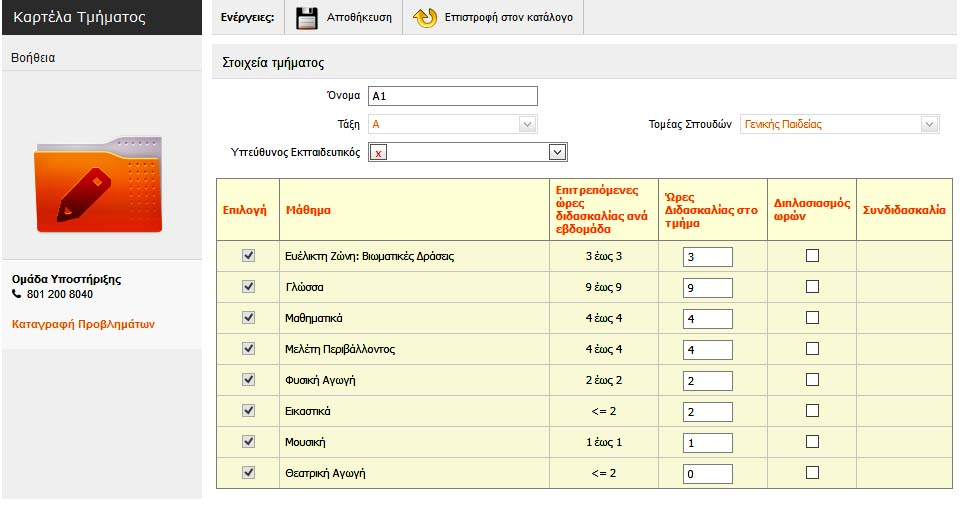 Καρτέλα Τμήματος
Ενέργειες: Αποθήκευση Επιστροφή στον κατάλογο
Βοήθεια
Ομάδα Υποστήριξης
801 200 8040
Καταγραφή Προβλημάτων
Στοιχεία τμήματος
Όνομα A1
Τάξη Α Τομέας Σπουδών Γενικής Παιδείας
Υπεύθυνος Εκπαιδευτικός x
Επιλογή Μάθημα Επιτρεπόμενες ώρες διδασκαλίας ανά εβδομάδα Ώρες Διδασκαλίας στο τμήμα Διπλασιασμός ωρών Συνδιδασκαλία
Ευέλικτη Ζώνη: Βιωματικές Δράσεις 3 έως 3 3
Γλώσσα 9 έως 9 9
Μαθηματικά 4 έως 4 4
Μελέτη Περιβάλλοντος 4 έως 4 4
Φυσική Αγωγή 2 έως 2 2
Εικαστικά <= 2 2
Μουσική 1 έως 1 1
Θεατρική Αγωγή <= 2 0